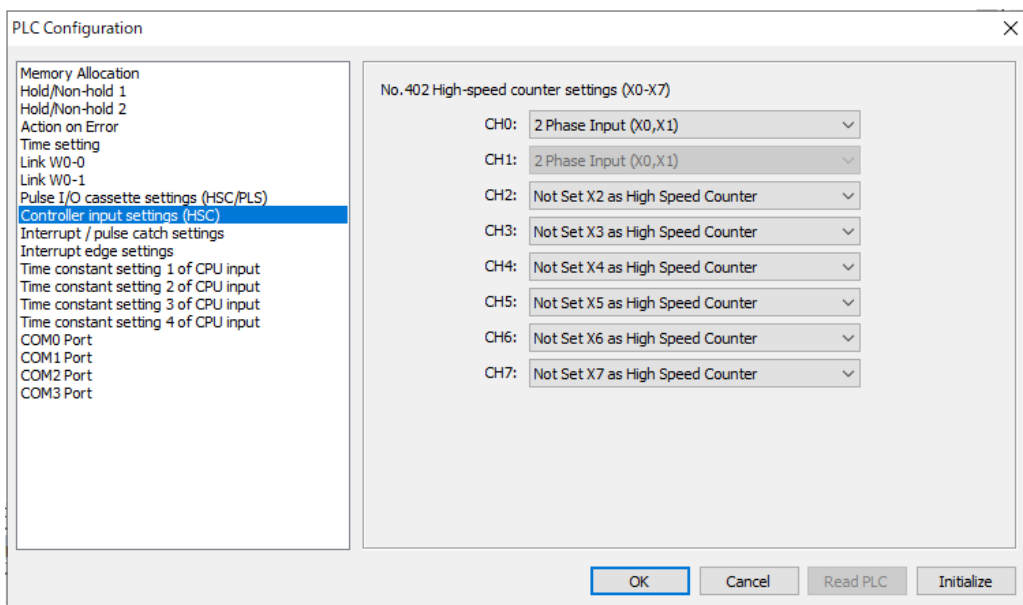 PLC Configuration
Memory Allocation
Hold/Non-hold 1
Hold/Non-hold 2
Action on Error
Time setting
Link W0-0
Link W0-1
Pulse I/O cassette settings (HSC/PLS)
Controller input settings (HSC)
Interrupt / pulse catch settings
Interrupt edge settings
Time constant setting 1 of CPU input
Time constant setting 2 of CPU input
Time constant setting 3 of CPU input
Time constant setting 4 of CPU input
COM0 Port
COM1 Port
COM2 Port
COM3 Port
No.402 High-speed counter settings (X0-X7)
CH0: 2 Phase Input (X0,X1)
CH1: 2 Phase Input (X0,X1)
CH2: Not Set X2 as High Speed Counter
CH3: Not Set X3 as High Speed Counter
CH4: Not Set X4 as High Speed Counter
CH5: Not Set X5 as High Speed Counter
CH6: Not Set X6 as High Speed Counter
CH7: Not Set X7 as High Speed Counter
OK Cancel Read PLC Initialize